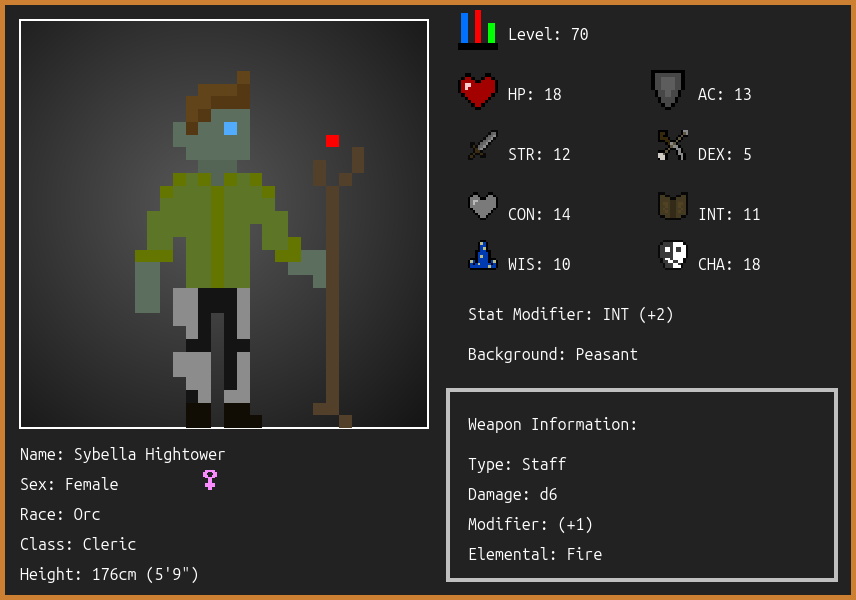 Level: 70
HP: 18
AC: 13
STR: 12
DEX: 5
CON: 14
INT: 11
WIS: 10
CHA: 18
Stat Modifier: INT (+2)
Background: Peasant
Weapon Information:
Type: Staff
Damage: d6
Modifier: (+1)
Elemental: Fire
Name: Sybella Hightower
Sex: Female
Race: Orc
Class: Cleric
Height: 176cm (5'9")